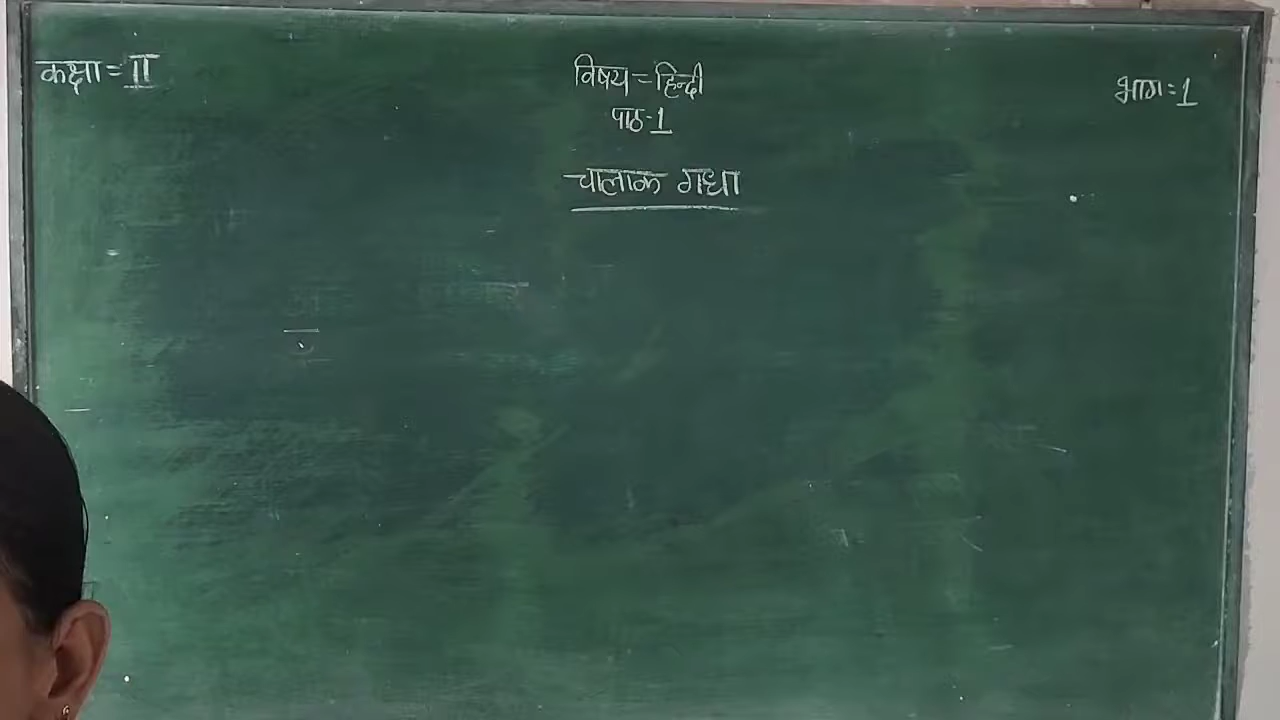 कक्षा = II
विषय = हिन्दी
भाग = 1
पाठ - 1
चालाक गधा